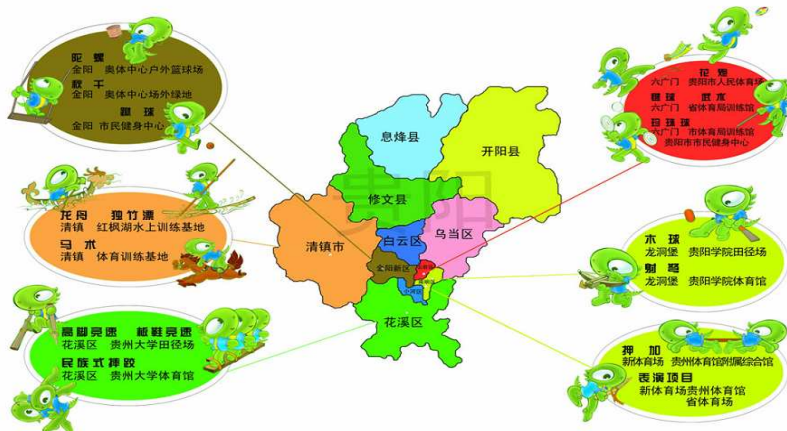 陀螺
金阳 奥体中心户外篮球场
秋千
金阳 奥体中心场外绿地
蹴球
金阳 市民健身中心
龙舟 独竹漂
清镇 红枫湖水上训练基地
马术
清镇 体育训练基地
高脚竞速 板鞋竞速
花溪区 贵州大学田径场
民族式摔跤
花溪区 贵州大学体育馆
贵阳
息烽县
开阳县
修文县
乌当区
白云区
清镇市
金阳新区
小河区
花溪区
花炮
六广门 贵阳市人民体育场
毽球 武术
六广门 省体育局训练馆
珍珠球
六广门 市体育局训练馆
贵阳市市民健身中心
木球
龙洞堡 贵阳学院田径场
射弩
龙洞堡 贵阳学院体育馆
押加
新体育场 贵州体育馆附属综合馆
表演项目
新体育场贵州体育馆
省体育场